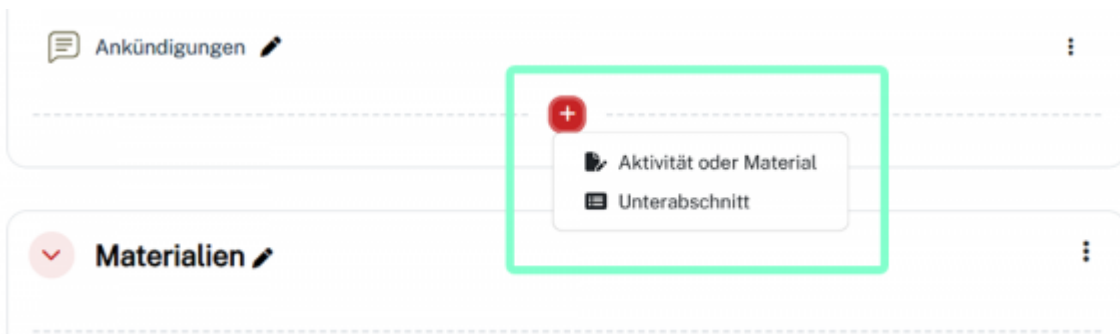 Ankündigungen
Aktivität oder Material
Unterabschnitt
Materialien